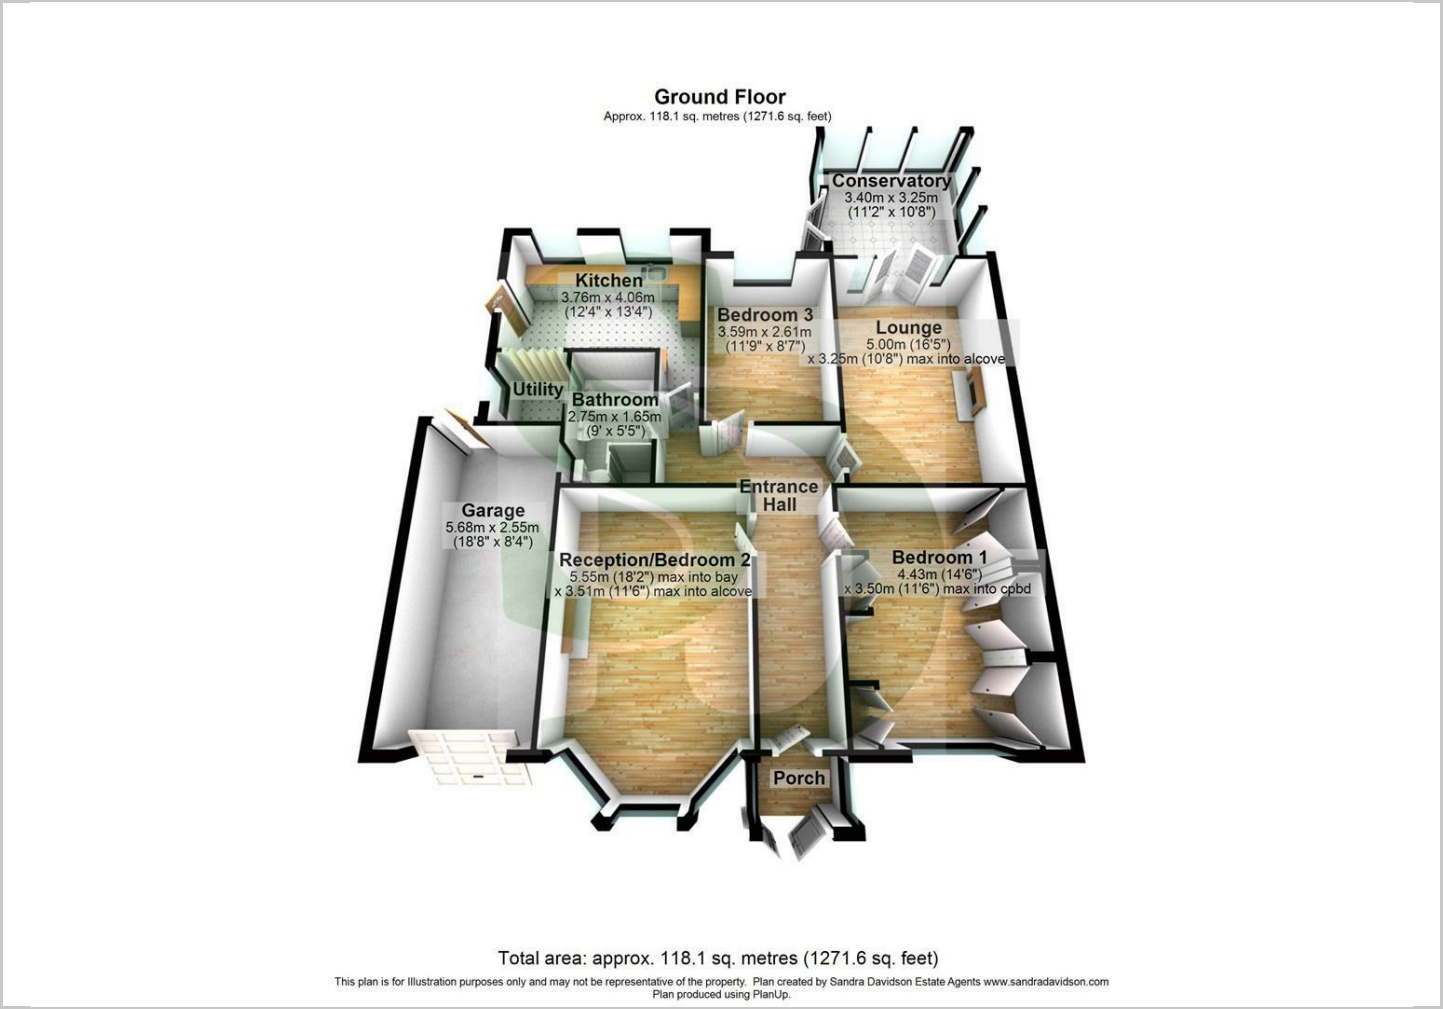 Ground Floor
Approx. 118.1 sq. metres (1271.6 sq. feet)
Conservatory
3.40m x 3.25m
(11'2" x 10'8")
Kitchen
3.76m x 4.06m
(12'4" x 13'4")
Bedroom 3
3.59m x 2.61m
(11'9" x 8'7")
Lounge
5.00m (16'5")
x 3.25m (10'8") max into alcove
Utility
Bathroom
2.75m x 1.65m
(9' x 5'5")
Entrance
Hall
Garage
5.68m x 2.55m
(18'8" x 8'4")
Reception/Bedroom 2
5.55m (18'2") max into bay
x 3.51m (11'6") max into alcove
Bedroom 1
4.43m (14'6")
x 3.50m (11'6") max into cpbd
Porch
Total area: approx. 118.1 sq. metres (1271.6 sq. feet)
This plan is for Illustration purposes only and may not be representative of the property. Plan created by Sandra Davidson Estate Agents www.sandradavidson.com
Plan produced using PlanUp.